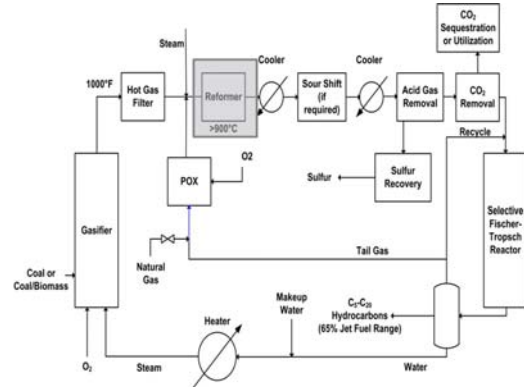 CO2
Sequestration
or Utilization
Steam
Cooler
Cooler
1000°F
Hot Gas
Filter
Reformer
>900°C
Sour Shift
(if
required)
Acid Gas
Removal
CO2
Removal
Recycle
O2
POX
Sulfur
Sulfur
Recovery
Selective
Fischer-
Tropsch
Reactor
Gasifier
Natural
Gas
Tail Gas
Coal or
Coal/Biomass
Makeup
Water
C5-C20
Hydrocarbons
(65% Jet Fuel Range)
Heater
O2
Steam
Water